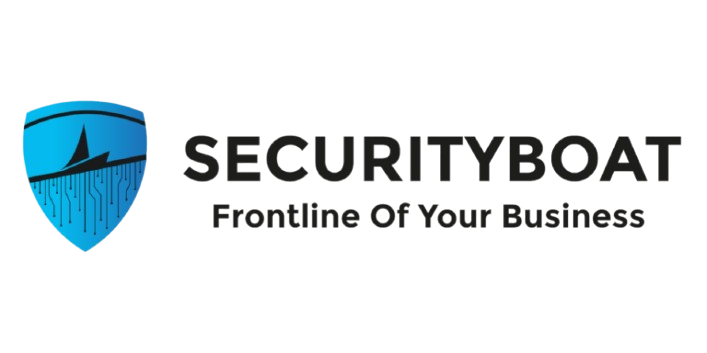 SECURITYBOAT
Frontline Of Your Business